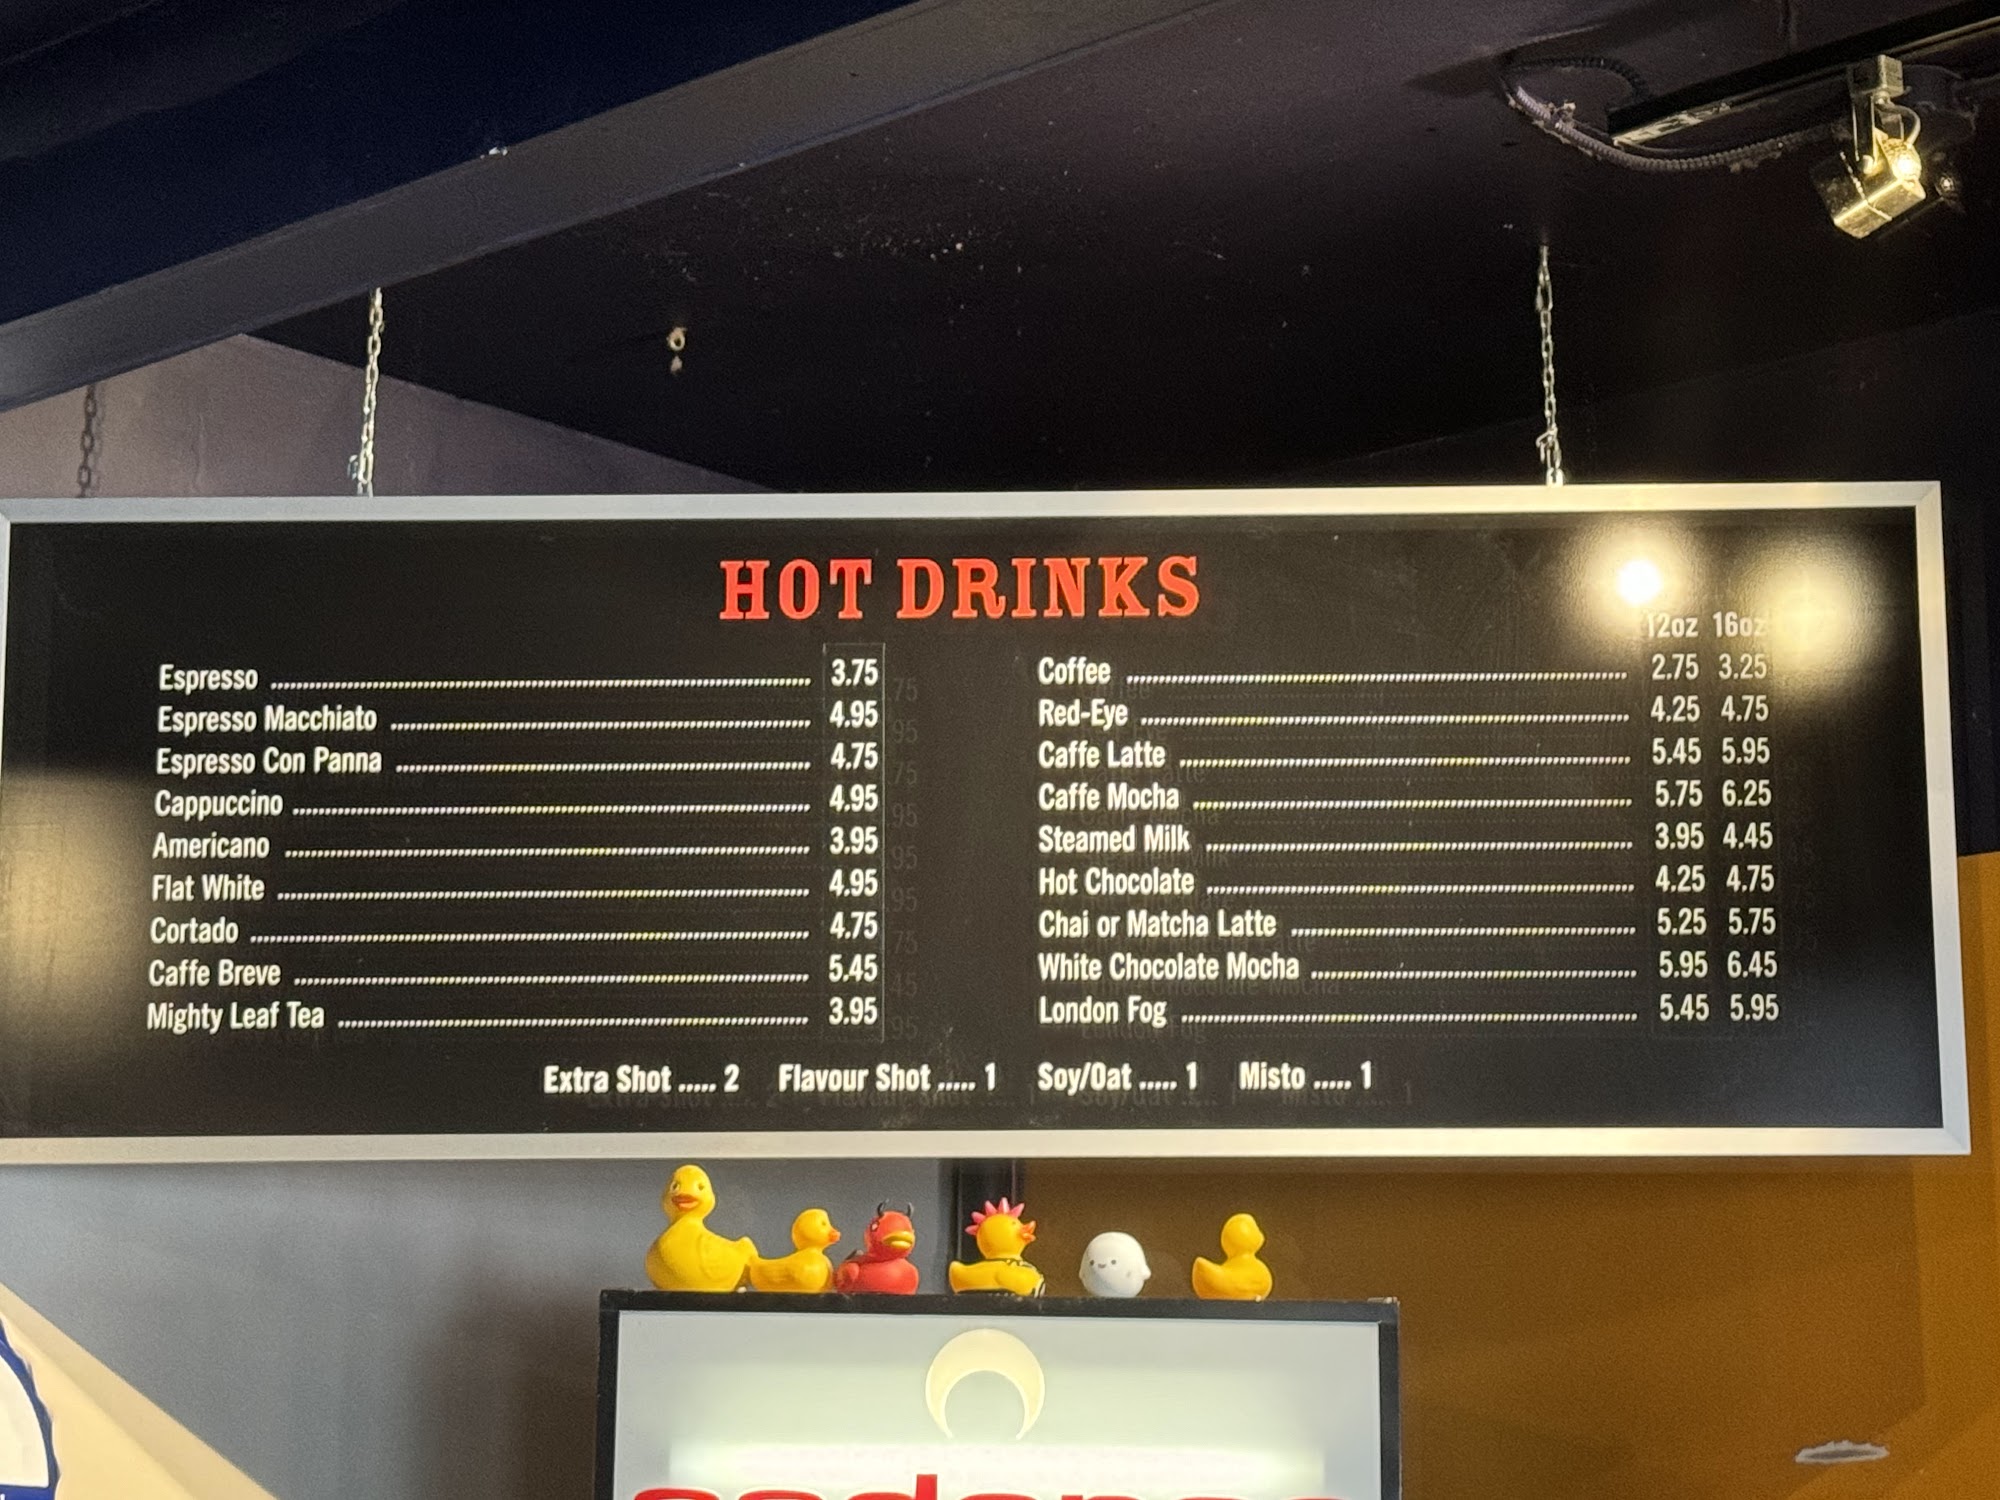 HOT DRINKS
Espresso ..... 3.75
Espresso Macchiato ..... 4.95
Espresso Con Panna ..... 4.75
Cappuccino ..... 4.95
Americano ..... 3.95
Flat White ..... 4.95
Cortado ..... 4.75
Caffe Breve ..... 5.45
Mighty Leaf Tea ..... 3.95
12oz 16oz
Coffee ..... 2.75 3.25
Red-Eye ..... 4.25 4.75
Caffe Latte ..... 5.45 5.95
Caffe Mocha ..... 5.75 6.25
Steamed Milk ..... 3.95 4.45
Hot Chocolate ..... 4.25 4.75
Chai or Matcha Latte ..... 5.25 5.75
White Chocolate Mocha ..... 5.95 6.45
London Fog ..... 5.45 5.95
Extra Shot ..... 2 Flavour Shot ..... 1 Soy/Oat ..... 1 Misto ..... 1